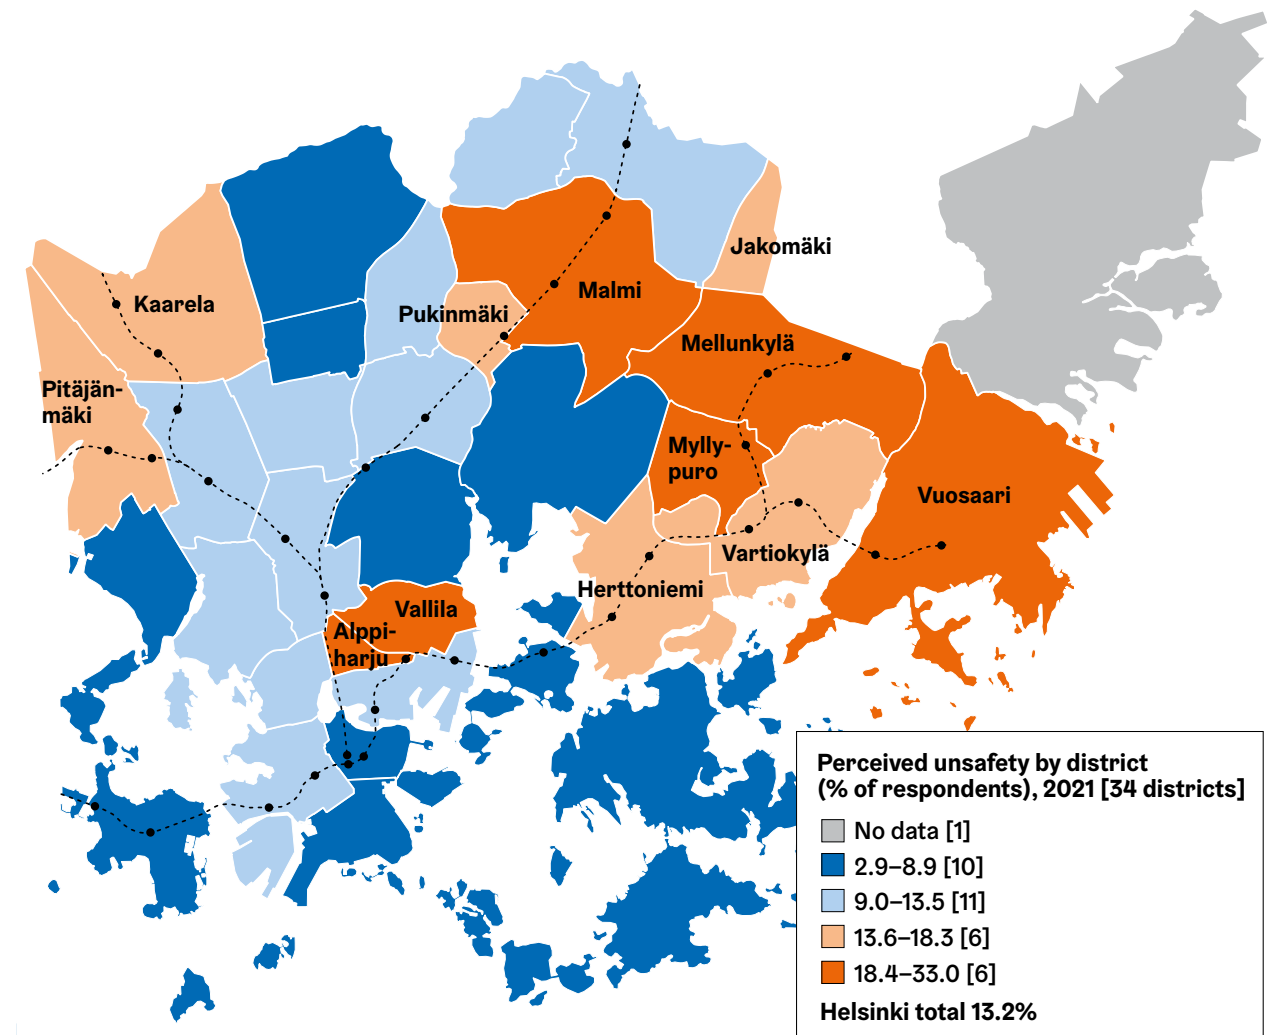 Jakomäki
Malmi
Kaarela
Pukinmäki
Mellunkylä
Pitäjän-
mäki
Mylly-
puro
Vuosaari
Vartiokylä
Herttoniemi
Vallila
Alppi-
harju
Perceived unsafety by district
(% of respondents), 2021 [34 districts]
No data [1]
2.9–8.9 [10]
9.0–13.5 [11]
13.6–18.3 [6]
18.4–33.0 [6]
Helsinki total 13.2%